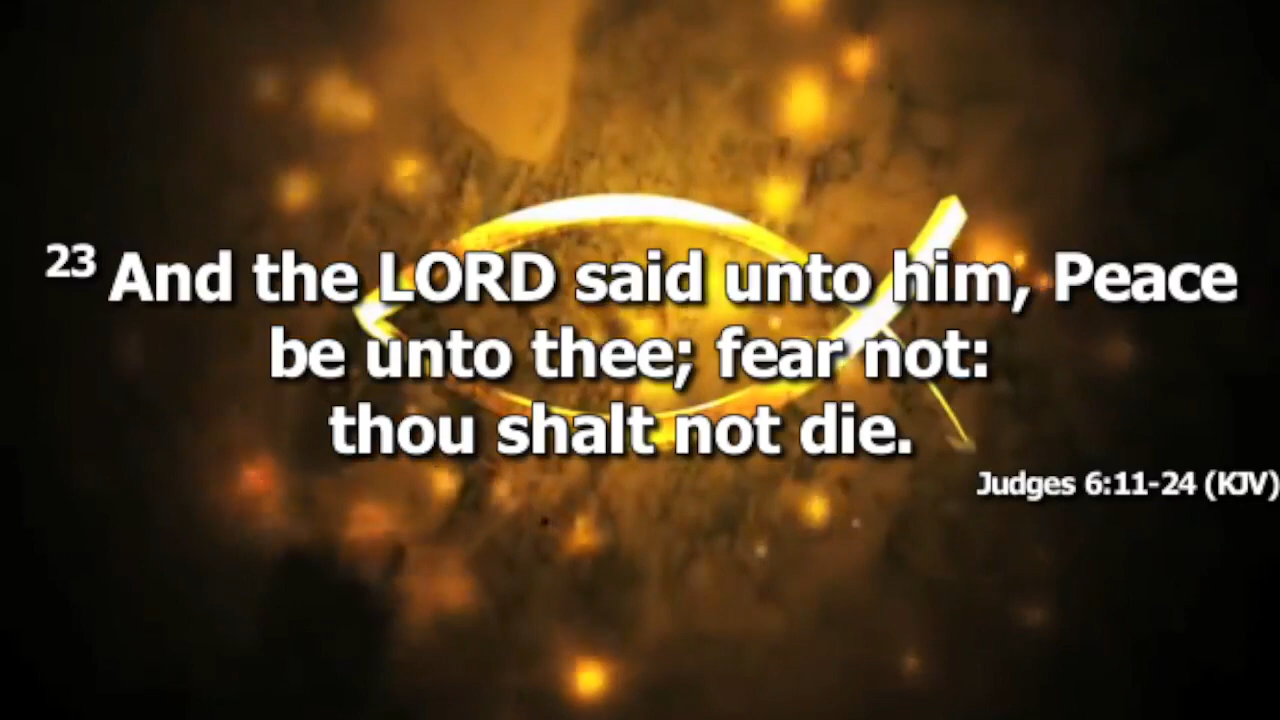 23 And the LORD said unto him, Peace
be unto thee; fear not:
thou shalt not die.
Judges 6:11-24 (KJV)